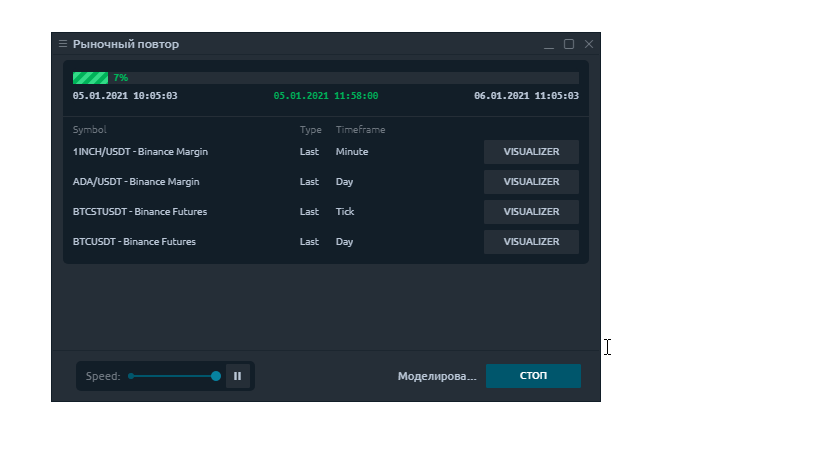 Рыночный повтор
7%
05.01.2021 10:05:03 05.01.2021 11:58:00 06.01.2021 11:05:03
Symbol Type Timeframe
1INCH/USDT - Binance Margin Last Minute VISUALIZER
ADA/USDT - Binance Margin Last Day VISUALIZER
BTCSTUSDT - Binance Futures Last Tick VISUALIZER
BTCUSDT - Binance Futures Last Day VISUALIZER
Speed: Моделирова... СТОП